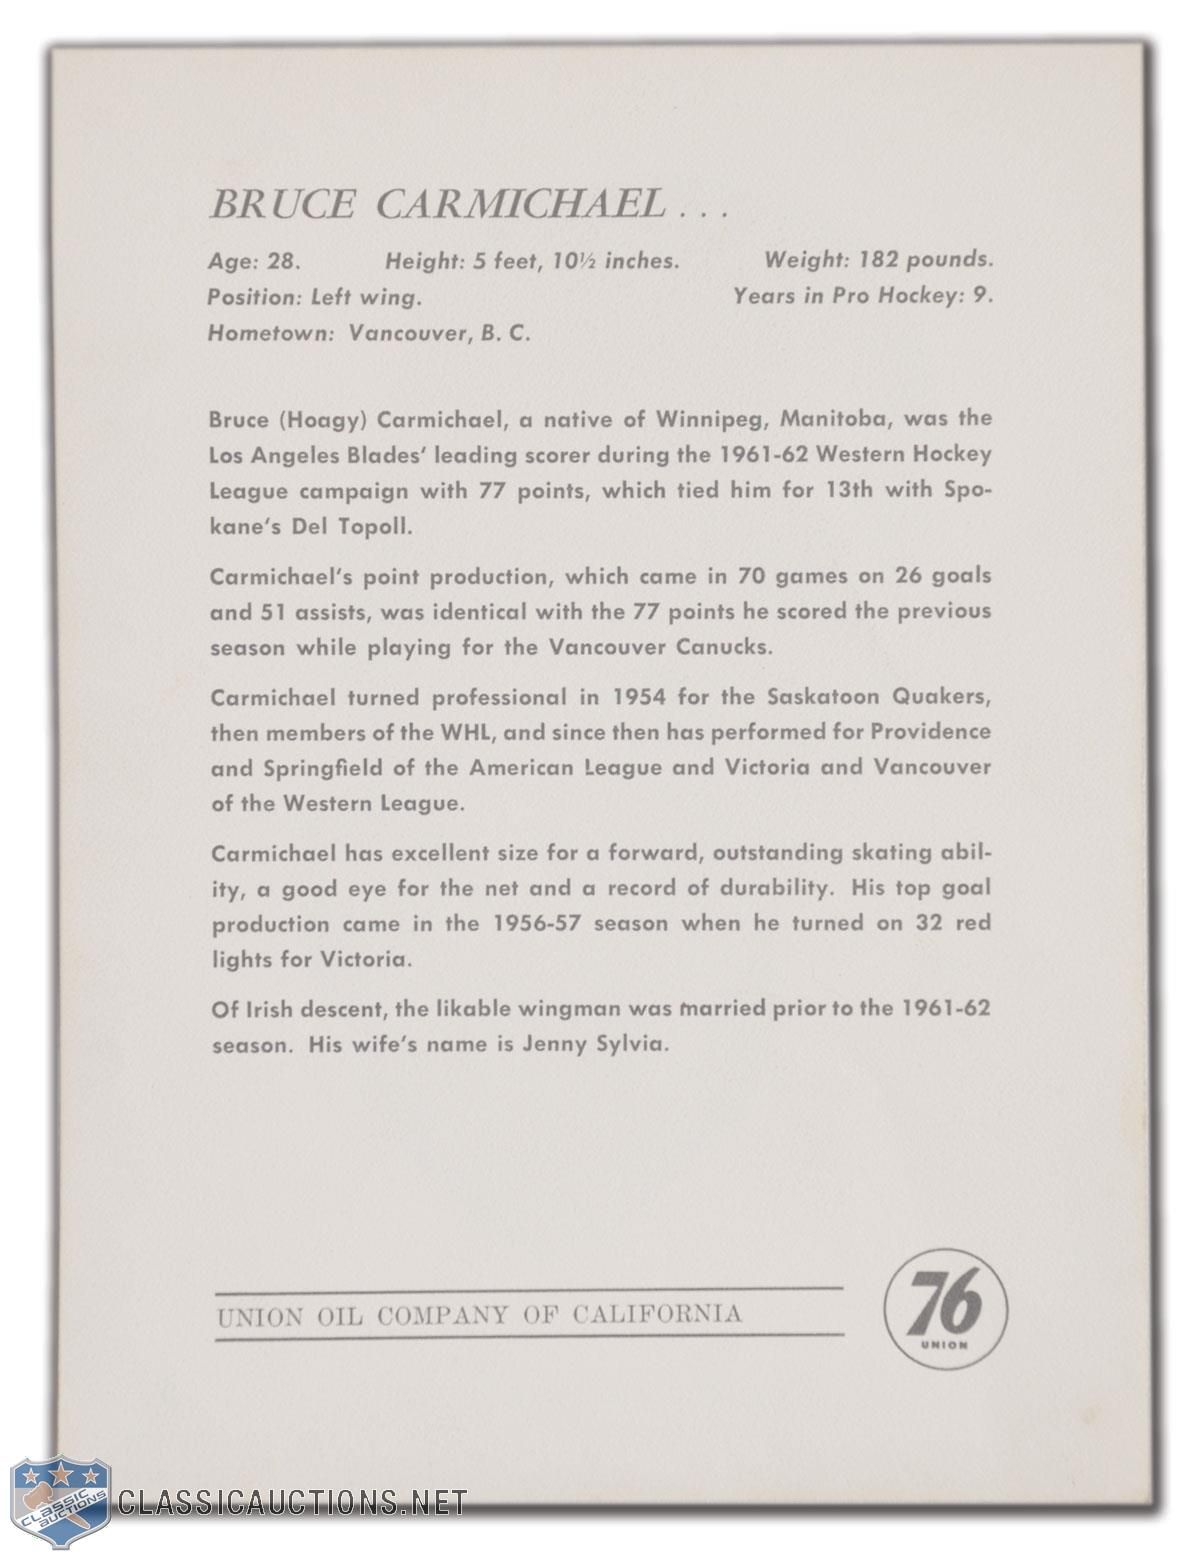 BRUCE CARMICHAEL . . .
Age: 28. Height: 5 feet, 10½ inches. Weight: 182 pounds.
Position: Left wing. Years in Pro Hockey: 9.
Hometown: Vancouver, B. C.
Bruce (Hoagy) Carmichael, a native of Winnipeg, Manitoba, was the
Los Angeles Blades' leading scorer during the 1961-62 Western Hockey
League campaign with 77 points, which tied him for 13th with Spo-
kane's Del Topoll.
Carmichael's point production, which came in 70 games on 26 goals
and 51 assists, was identical with the 77 points he scored the previous
season while playing for the Vancouver Canucks.
Carmichael turned professional in 1954 for the Saskatoon Quakers,
then members of the WHL, and since then has performed for Providence
and Springfield of the American League and Victoria and Vancouver
of the Western League.
Carmichael has excellent size for a forward, outstanding skating abil-
ity, a good eye for the net and a record of durability. His top goal
production came in the 1956-57 season when he turned on 32 red
lights for Victoria.
Of Irish descent, the likable wingman was married prior to the 1961-62
season. His wife's name is Jenny Sylvia.
UNION OIL COMPANY OF CALIFORNIA
76
UNION
CLASSIC
AUCTIONS
CLASSICAUCTIONS.NET